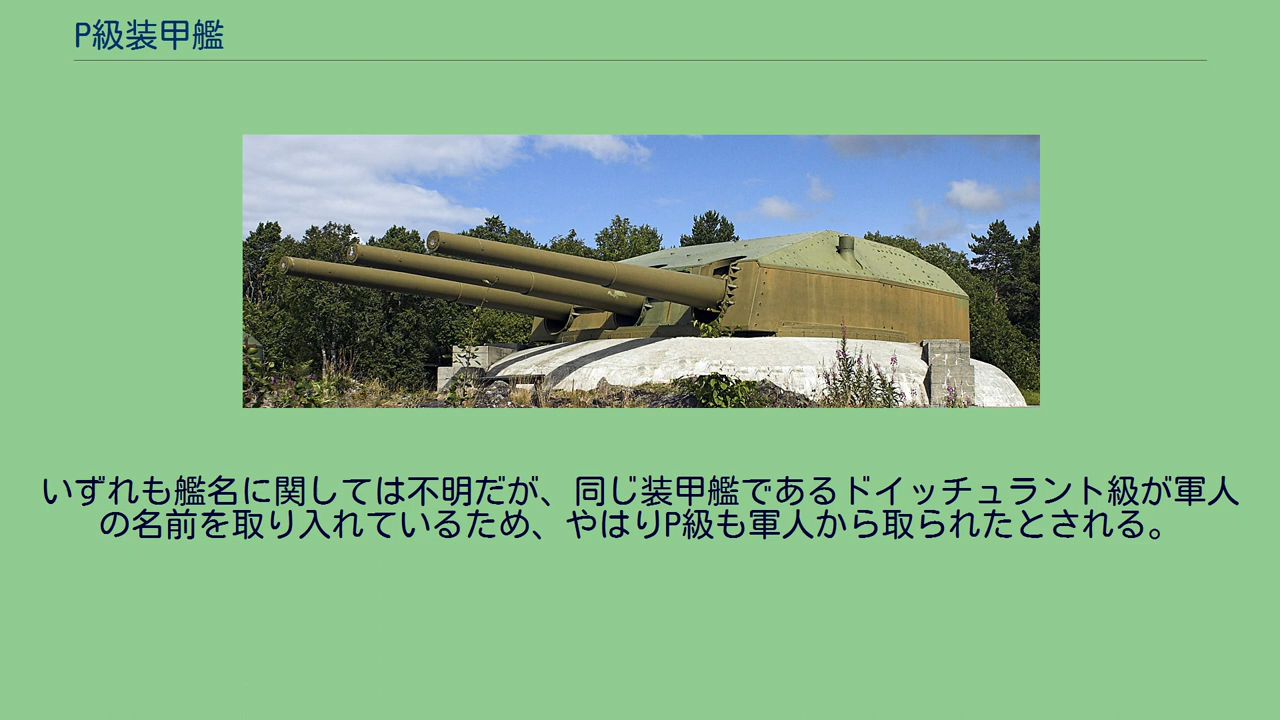 P級装甲艦
いずれも艦名に関しては不明だが、同じ装甲艦であるドイッチュラント級が軍人
の名前を取り入れているため、やはりP級も軍人から取られたとされる。